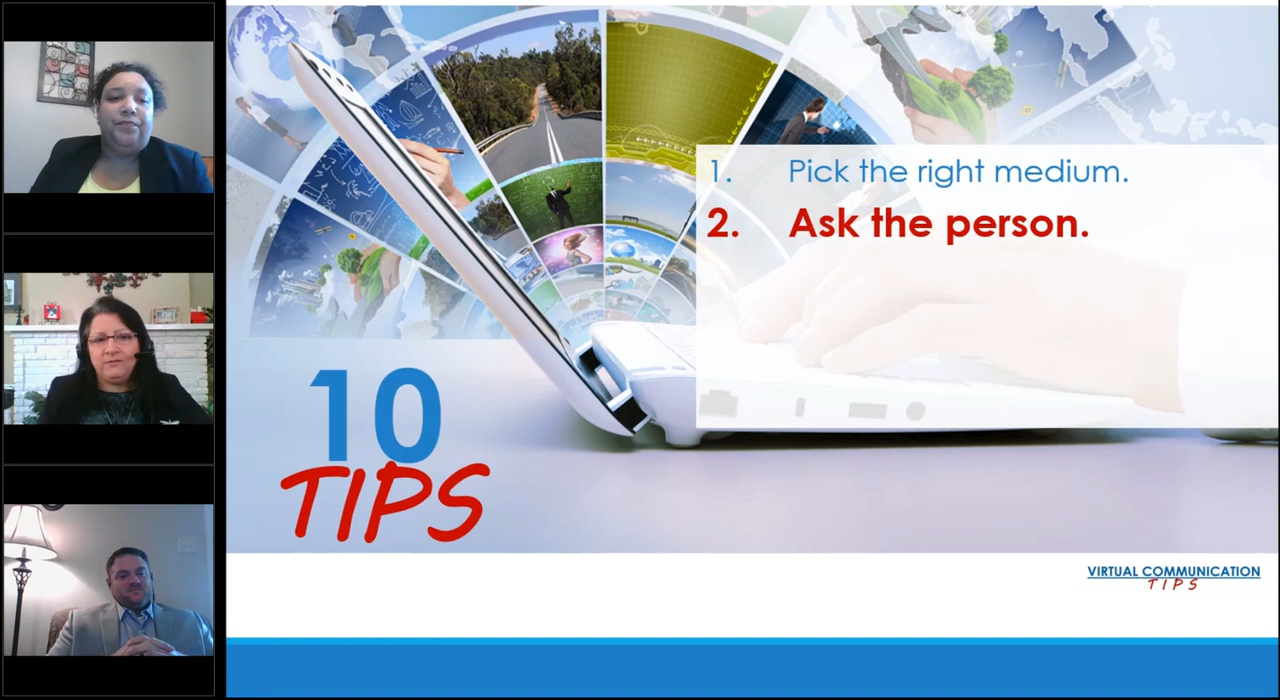 1. Pick the right medium.
2. Ask the person.
10
TIPS
VIRTUAL COMMUNICATION
TIPS